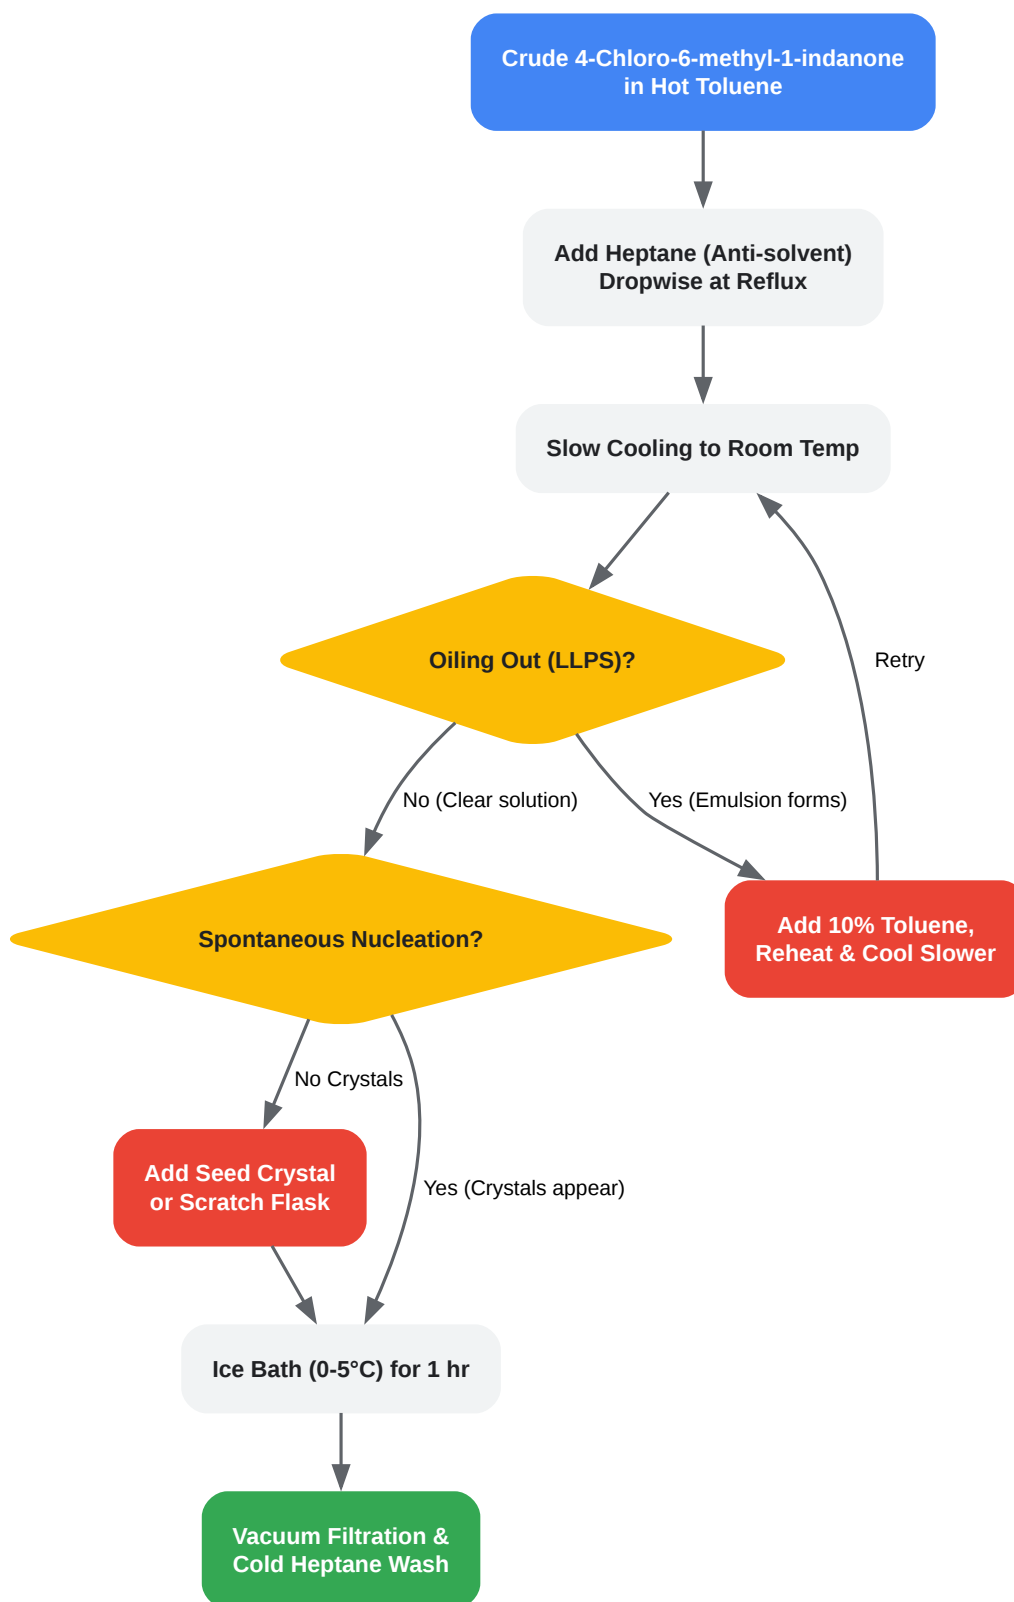 Crude 4-Chloro-6-methyl-1-indanone
in Hot Toluene
Add Heptane (Anti-solvent)
Dropwise at Reflux
Slow Cooling to Room Temp
Oiling Out (LLPS)?
Retry
No (Clear solution)
Yes (Emulsion forms)
Spontaneous Nucleation?
Add 10% Toluene,
Reheat & Cool Slower
No Crystals
Add Seed Crystal
or Scratch Flask
Yes (Crystals appear)
Ice Bath (0-5°C) for 1 hr
Vacuum Filtration &
Cold Heptane Wash